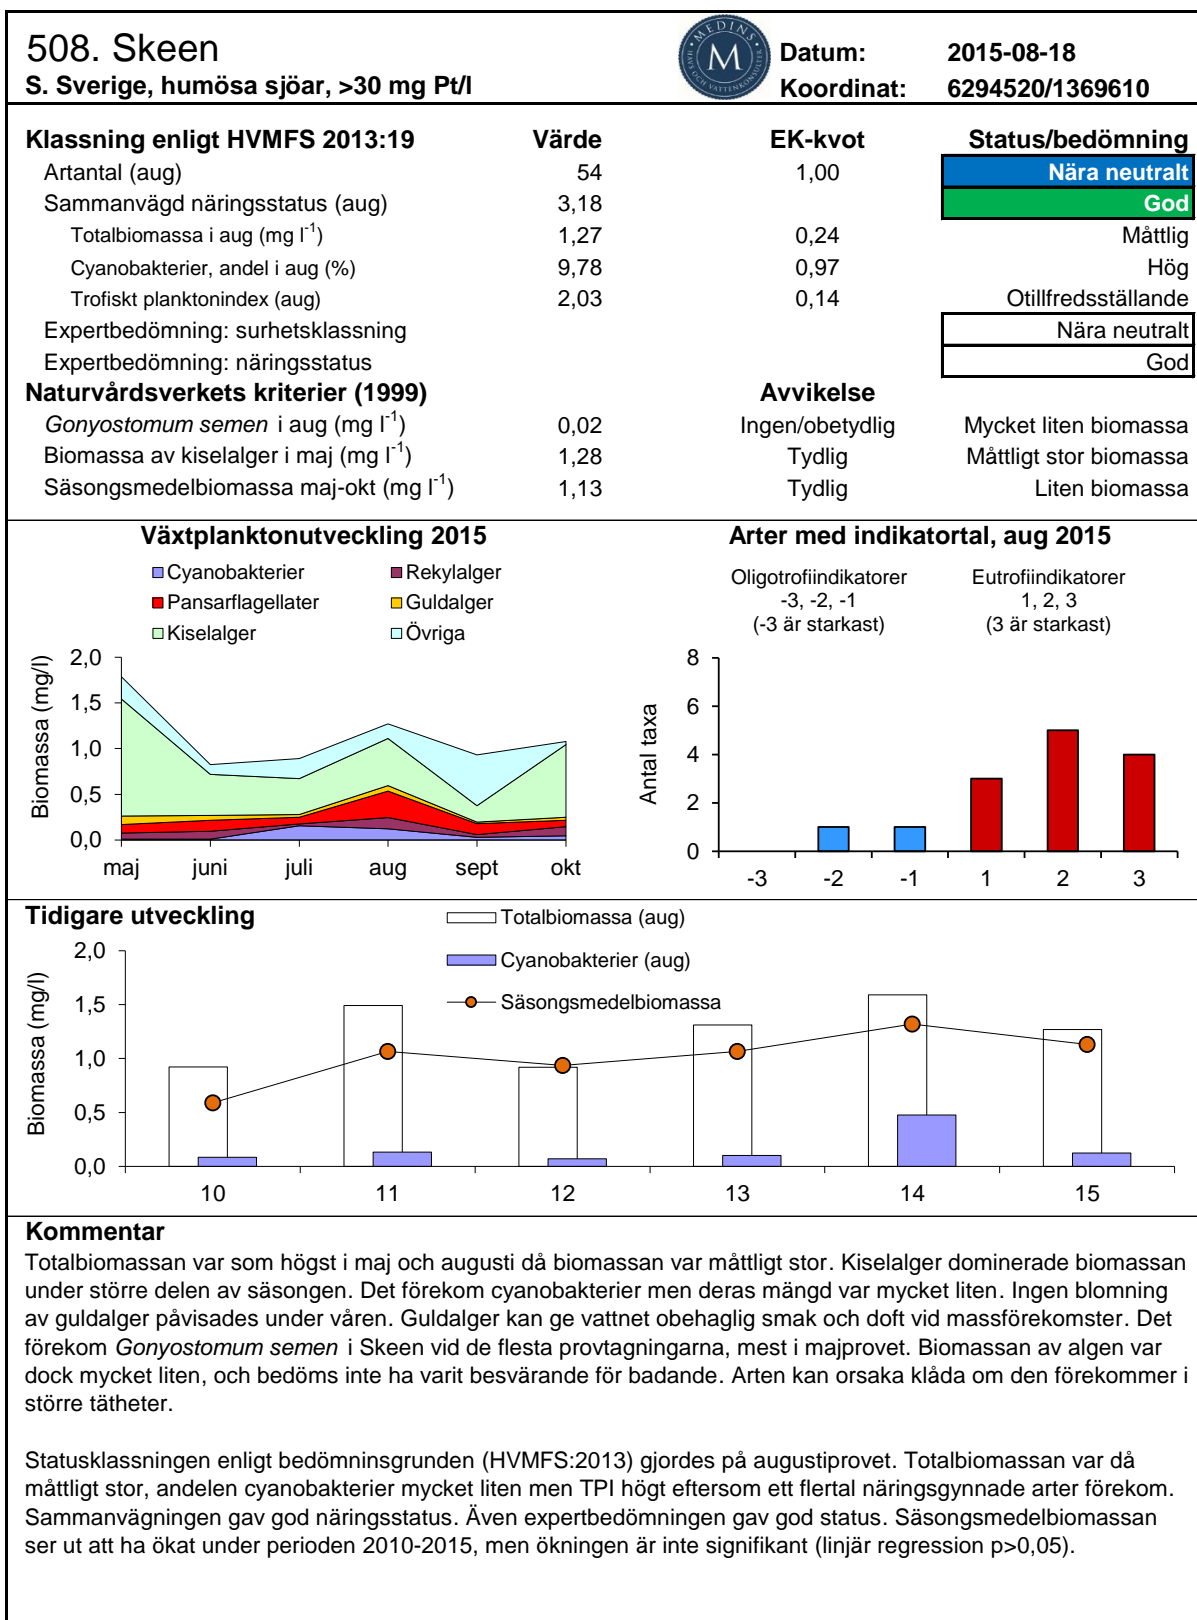 508. Skeen
S. Sverige, humösa sjöar, >30 mg Pt/l
MEDINS
M
HAVS OCH VATTENKONSULTER
Datum: 2015-08-18
Koordinat: 6294520/1369610
Klassning enligt HVMFS 2013:19 Värde EK-kvot Status/bedömning
Artantal (aug) 54 1,00 Nära neutralt
Sammanvägd näringsstatus (aug) 3,18 God
Totalbiomassa i aug (mg l-1) 1,27 0,24 Måttlig
Cyanobakterier, andel i aug (%) 9,78 0,97 Hög
Trofiskt planktonindex (aug) 2,03 0,14 Otillfredsställande
Expertbedömning: surhetsklassning Nära neutralt
Expertbedömning: näringsstatus God
Naturvårdsverkets kriterier (1999) Avvikelse
Gonyostomum semen i aug (mg l-1) 0,02 Ingen/obetydlig Mycket liten biomassa
Biomassa av kiselalger i maj (mg l-1) 1,28 Tydlig Måttligt stor biomassa
Säsongsmedelbiomassa maj-okt (mg l-1) 1,13 Tydlig Liten biomassa
Växtplanktonutveckling 2015
Cyanobakterier Rekylalger
Pansarflagellater Guldalger
Kiselalger Övriga
Biomassa (mg/l)
2,0
1,5
1,0
0,5
0,0
maj juni juli aug sept okt
Arter med indikatortal, aug 2015
Oligotrofiindikatorer Eutrofiindikatorer
-3, -2, -1 1, 2, 3
(-3 är starkast) (3 är starkast)
Antal taxa
8
6
4
2
0
-3 -2 -1 1 2 3
Tidigare utveckling
Totalbiomassa (aug)
Cyanobakterier (aug)
Säsongsmedelbiomassa
Biomassa (mg/l)
2,0
1,5
1,0
0,5
0,0
10 11 12 13 14 15
Kommentar
Totalbiomassan var som högst i maj och augusti då biomassan var måttligt stor. Kiselalger dominerade biomassan
under större delen av säsongen. Det förekom cyanobakterier men deras mängd var mycket liten. Ingen blomning
av guldalger påvisades under våren. Guldalger kan ge vattnet obehaglig smak och doft vid massförekomster. Det
förekom Gonyostomum semen i Skeen vid de flesta provtagningarna, mest i majprovet. Biomassan av algen var
dock mycket liten, och bedöms inte ha varit besvärande för badande. Arten kan orsaka klåda om den förekommer i
större tätheter.
Statusklassningen enligt bedömninsgrunden (HVMFS:2013) gjordes på augustiprovet. Totalbiomassan var då
måttligt stor, andelen cyanobakterier mycket liten men TPI högt eftersom ett flertal näringsgynnade arter förekom.
Sammanvägningen gav god näringsstatus. Även expertbedömningen gav god status. Säsongsmedelbiomassan
ser ut att ha ökat under perioden 2010-2015, men ökningen är inte signifikant (linjär regression p>0,05).